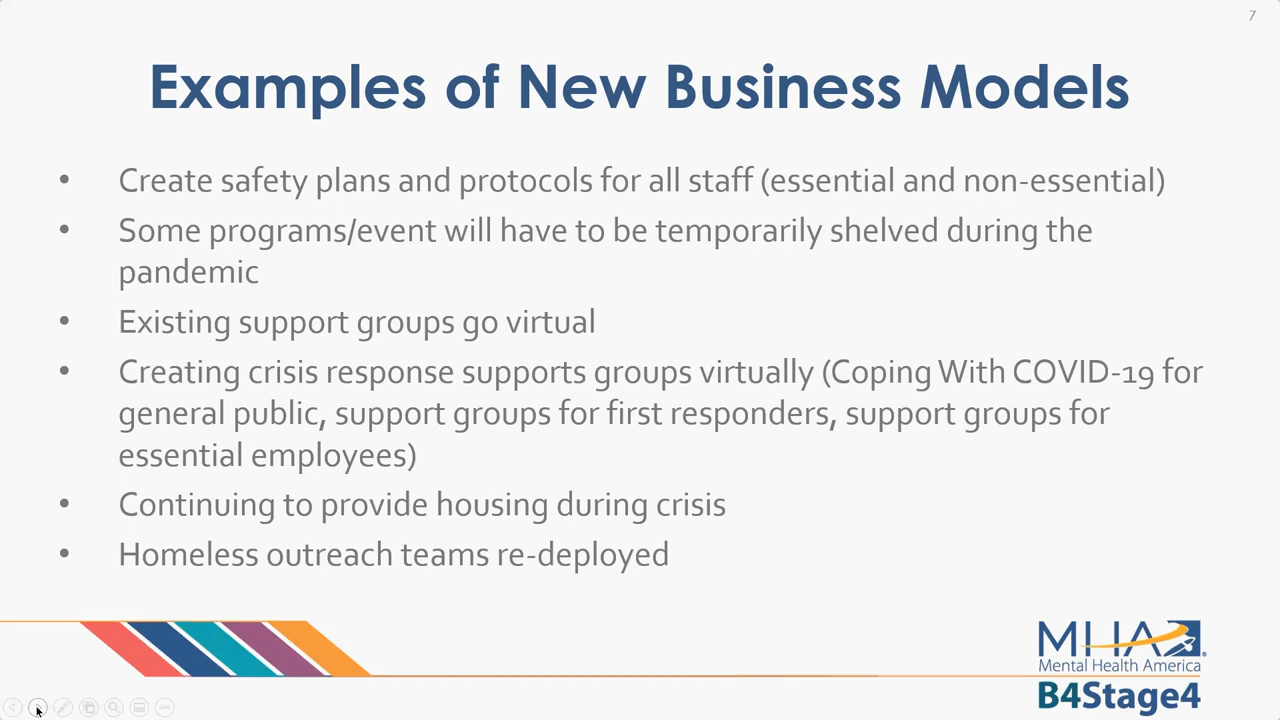 7
Examples of New Business Models
• Create safety plans and protocols for all staff (essential and non-essential)
• Some programs/event will have to be temporarily shelved during the
pandemic
• Existing support groups go virtual
• Creating crisis response supports groups virtually (Coping With COVID-19 for
general public, support groups for first responders, support groups for
essential employees)
• Continuing to provide housing during crisis
• Homeless outreach teams re-deployed
MHA®
Mental Health America
B4Stage4